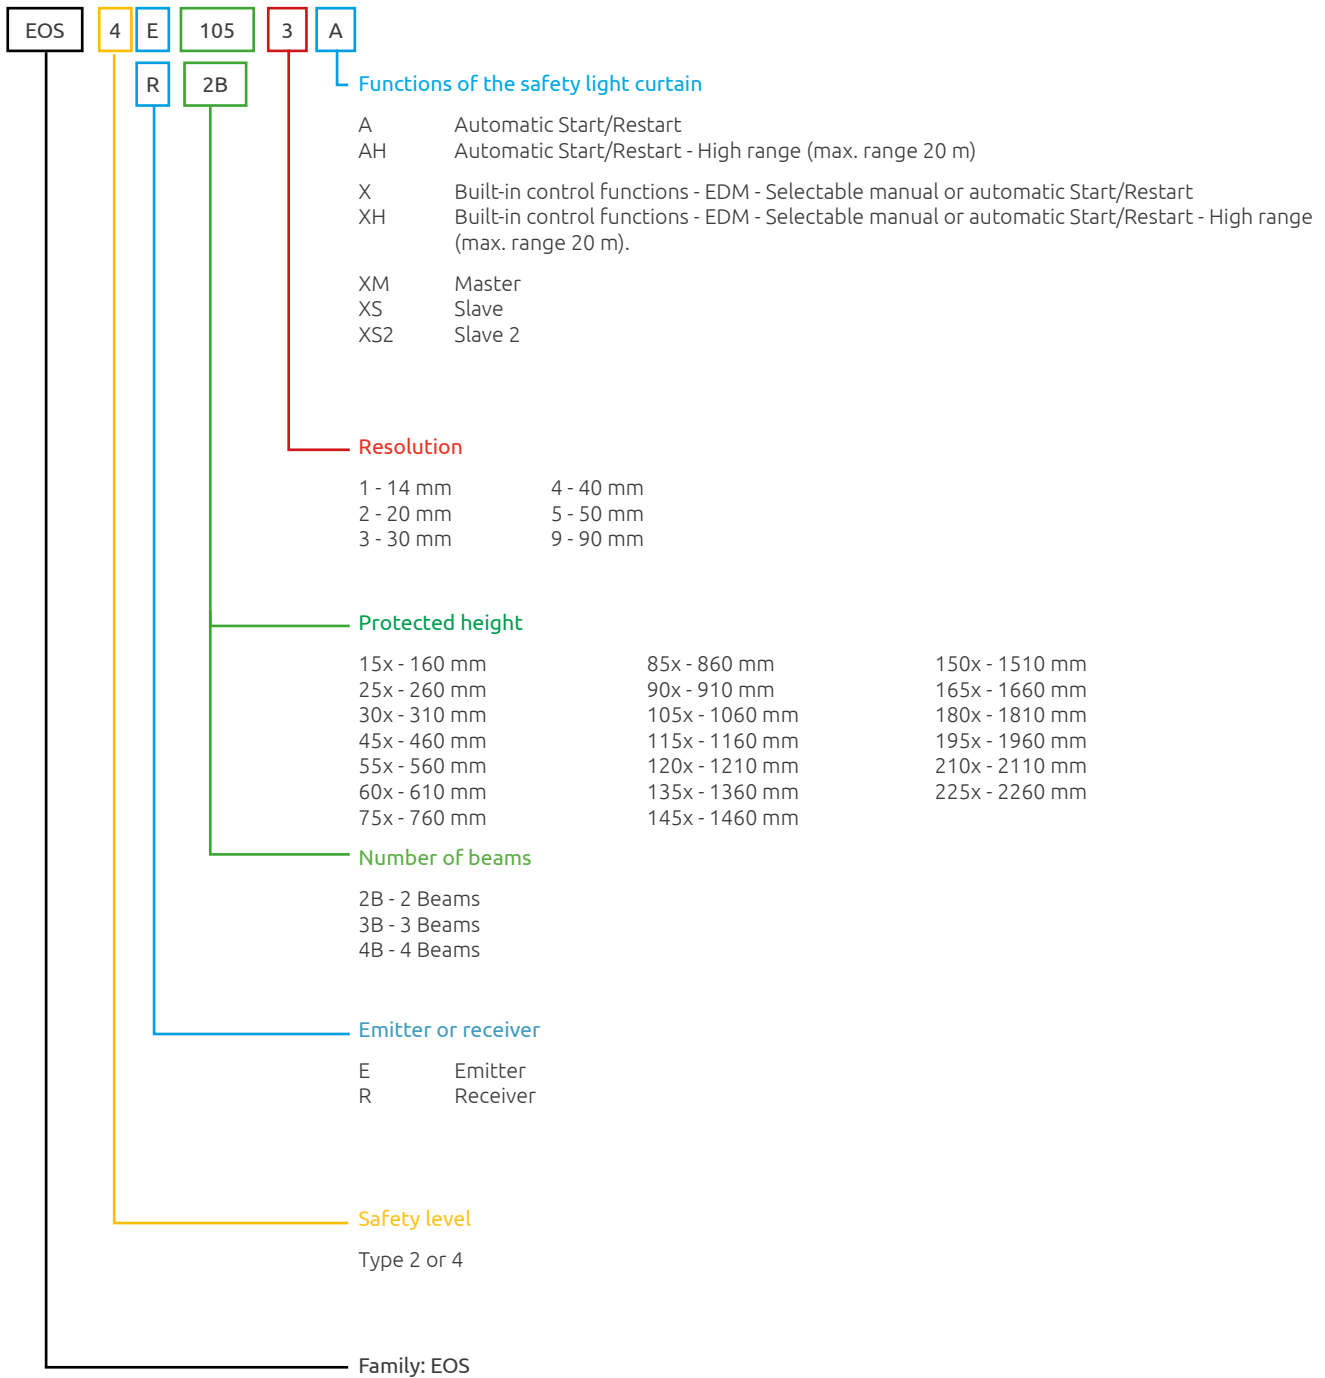 EOS 4 E 105 3 A
R 2B
Functions of the safety light curtain
A Automatic Start/Restart
AH Automatic Start/Restart - High range (max. range 20 m)
X Built-in control functions - EDM - Selectable manual or automatic Start/Restart
XH Built-in control functions - EDM - Selectable manual or automatic Start/Restart - High range
(max. range 20 m).
XM Master
XS Slave
XS2 Slave 2
Resolution
1 - 14 mm 4 - 40 mm
2 - 20 mm 5 - 50 mm
3 - 30 mm 9 - 90 mm
Protected height
15x - 160 mm 85x - 860 mm 150x - 1510 mm
25x - 260 mm 90x - 910 mm 165x - 1660 mm
30x - 310 mm 105x - 1060 mm 180x - 1810 mm
45x - 460 mm 115x - 1160 mm 195x - 1960 mm
55x - 560 mm 120x - 1210 mm 210x - 2110 mm
60x - 610 mm 135x - 1360 mm 225x - 2260 mm
75x - 760 mm 145x - 1460 mm
Number of beams
2B - 2 Beams
3B - 3 Beams
4B - 4 Beams
Emitter or receiver
E Emitter
R Receiver
Safety level
Type 2 or 4
Family: EOS